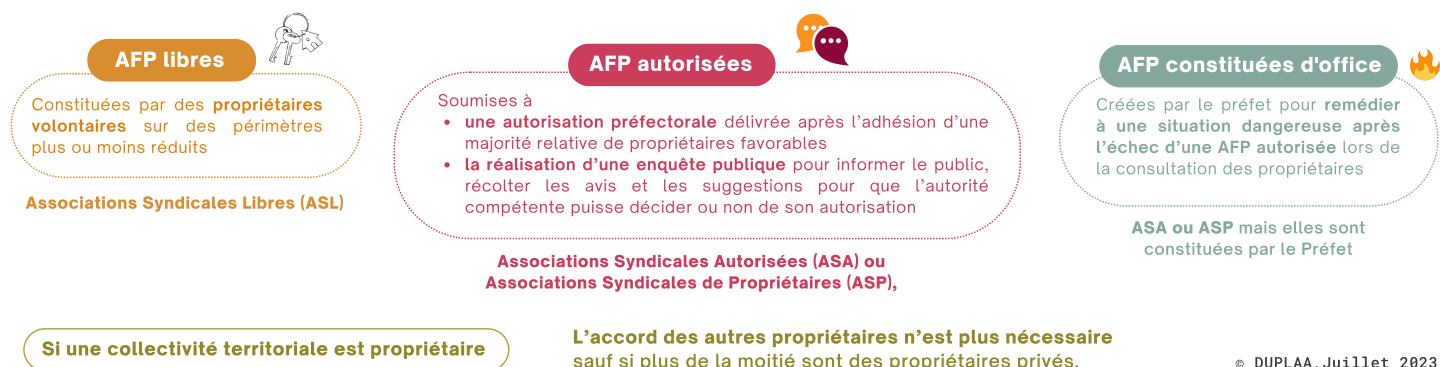 AFP libres
Constituées par des propriétaires
volontaires sur des périmètres
plus ou moins réduits
Associations Syndicales Libres (ASL)
AFP autorisées
Soumises à
• une autorisation préfectorale délivrée après l'adhésion d'une
majorité relative de propriétaires favorables
• la réalisation d'une enquête publique pour informer le public,
récolter les avis et les suggestions pour que l'autorité
compétente puisse décider ou non de son autorisation
Associations Syndicales Autorisées (ASA) ou
Associations Syndicales de Propriétaires (ASP),
AFP constituées d'office
Créées par le préfet pour remédier
à une situation dangereuse après
l'échec d'une AFP autorisée lors de
la consultation des propriétaires
ASA ou ASP mais elles sont
constituées par le Préfet
Si une collectivité territoriale est propriétaire
L'accord des autres propriétaires n'est plus nécessaire
sauf si plus de la moitié sont des propriétaires privés.
© DUPLAA.Juillet 2023